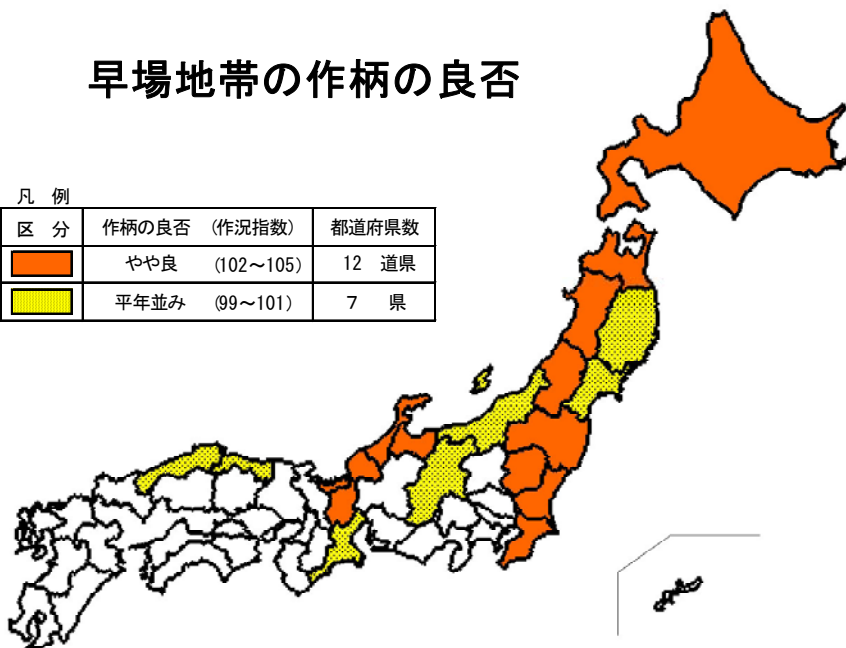 早場地帯の作柄の良否
凡　例
区　分　作柄の良否　(作況指数)　都道府県数
やや良　(102～105)　12　道県
平年並み　(99～101)　7　県